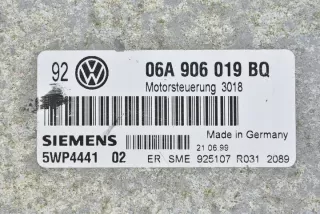 92 VW 06A 906 019 BQ
Motorsteuerung 3018
SIEMENS Made in Germany
21 06 99
5WP4441 02 ER SME 925107 R031 2089